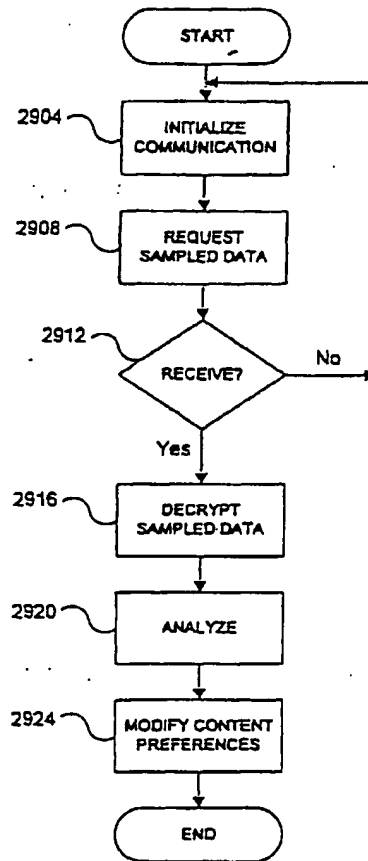 START
2904
INITIALIZE
COMMUNICATION
2908
REQUEST
SAMPLED DATA
2912
RECEIVE?
No
Yes
2916
DECRYPT
SAMPLED DATA
2920
ANALYZE
2924
MODIFY CONTENT
PREFERENCES
END